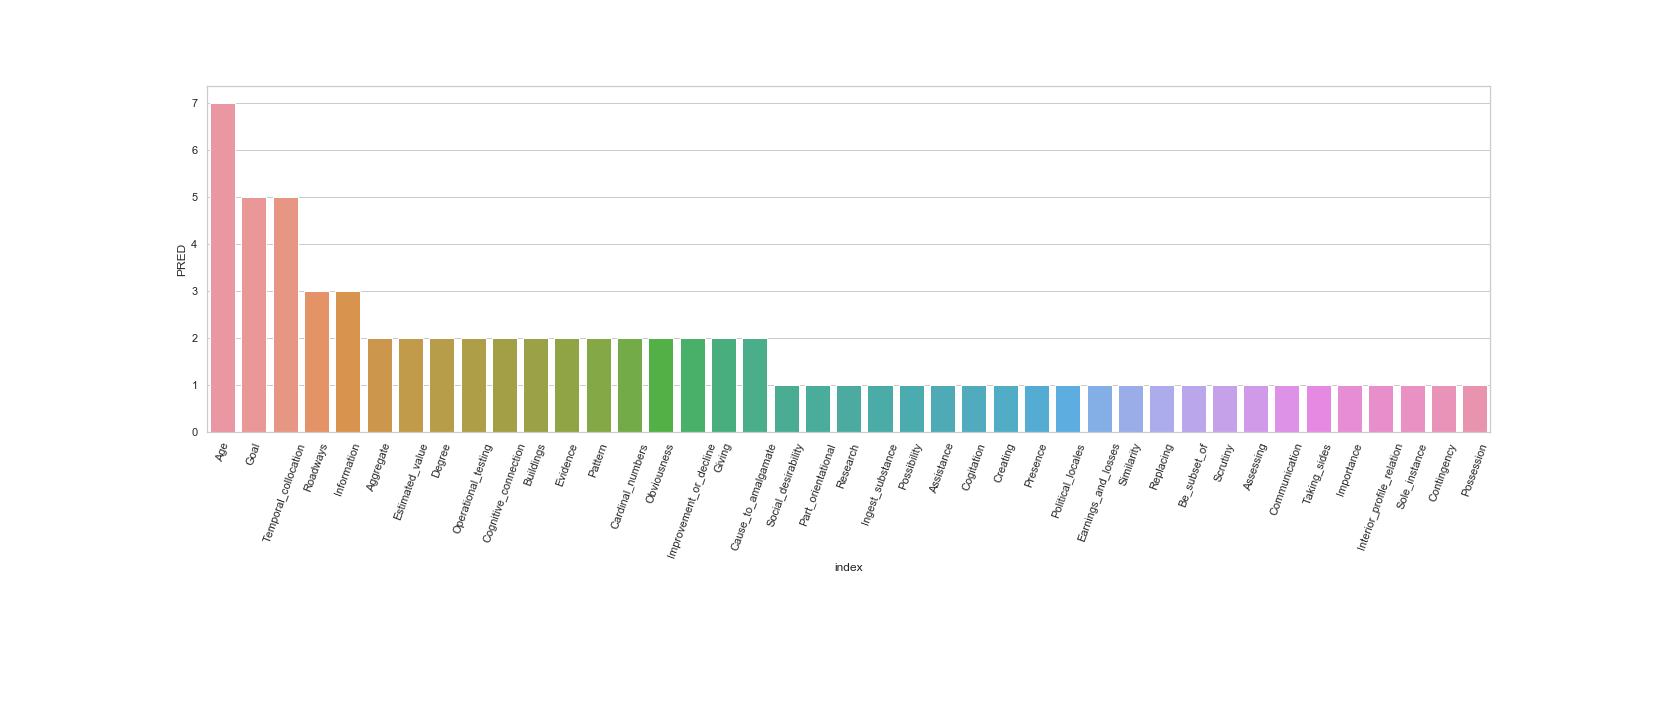 7
6
5
4
3
2
1
0
PRED
Age
Goal
Temporal_collocation
Roadways
Information
Aggregate
Estimated_value
Degree
Operational_testing
Cognitive_connection
Buildings
Evidence
Pattern
Cardinal_numbers
Obviousness
Improvement_or_decline
Giving
Cause_to_amalgamate
Social_desirability
Part_orientational
Research
Ingest_substance
Possibility
Assistance
Cogitation
Creating
Presence
Political_locales
Earnings_and_losses
Similarity
Replacing
Be_subset_of
Scrutiny
Assessing
Communication
Taking_sides
Importance
Interior_profile_relation
Sole_instance
Contingency
Possession
index